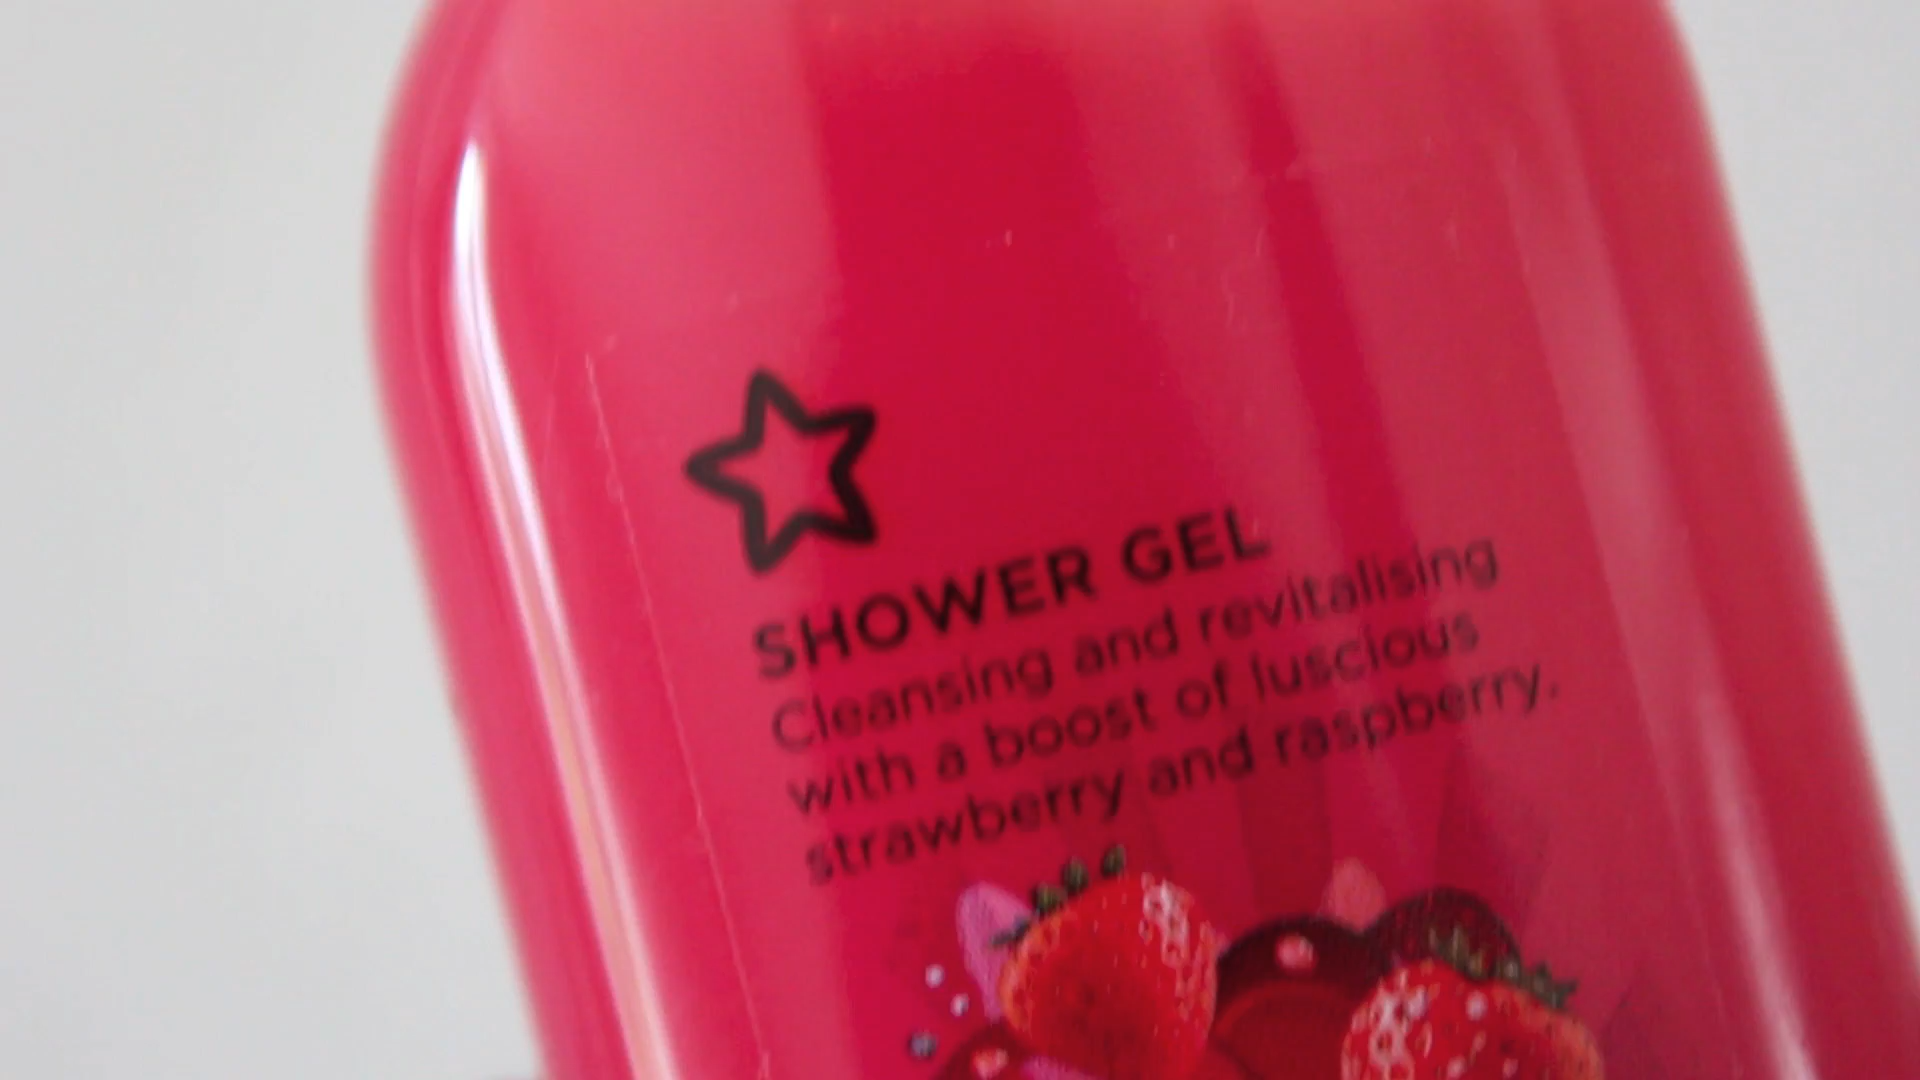 SHOWER GEL
Cleansing and revitalising
with a boost of luscious
strawberry and raspberry.